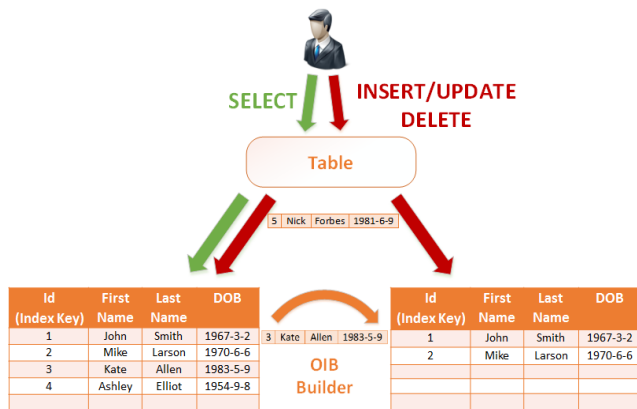 SELECT
INSERT/UPDATE
DELETE
Table
5 Nick Forbes 1981-6-9
Id First Last DOB
(Index Key) Name Name
1 John Smith 1967-3-2
2 Mike Larson 1970-6-6
3 Kate Allen 1983-5-9
4 Ashley Elliot 1954-9-8
3 Kate Allen 1983-5-9
OIB
Builder
Id First Last DOB
(Index Key) Name Name
1 John Smith 1967-3-2
2 Mike Larson 1970-6-6